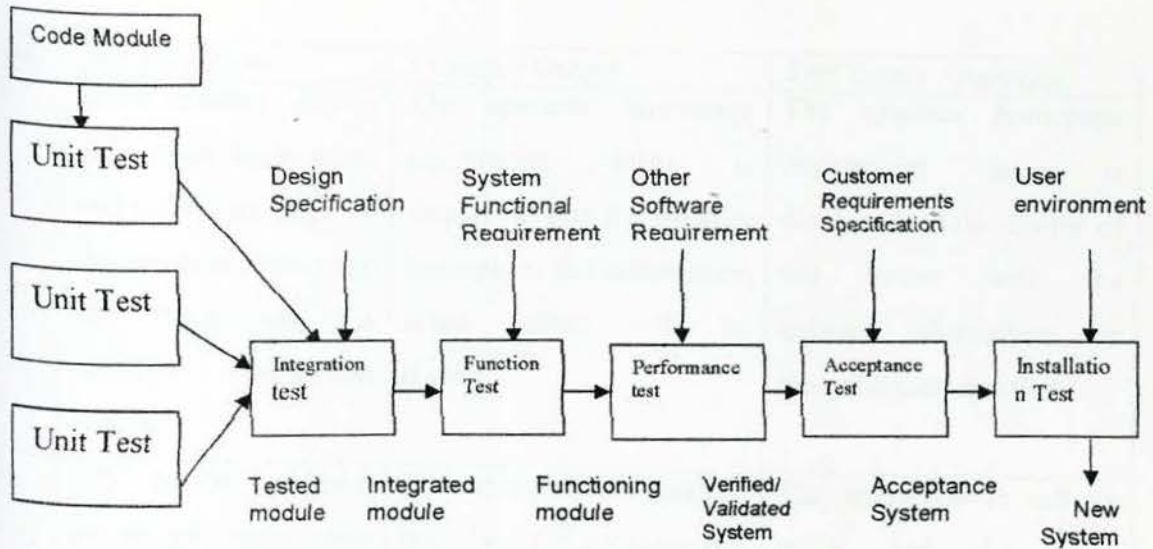 Code Module
Unit Test
Design
Specification
System
Functional
Requirement
Other
Software
Requirement
Customer
Requirements
Specification
User
environment
Unit Test
Integration
test
Function
Test
Performance
test
Acceptance
Test
Installatio
n Test
Unit Test
Tested
module
Integrated
module
Functioning
module
Verified/
Validated
System
Acceptance
System
New
System